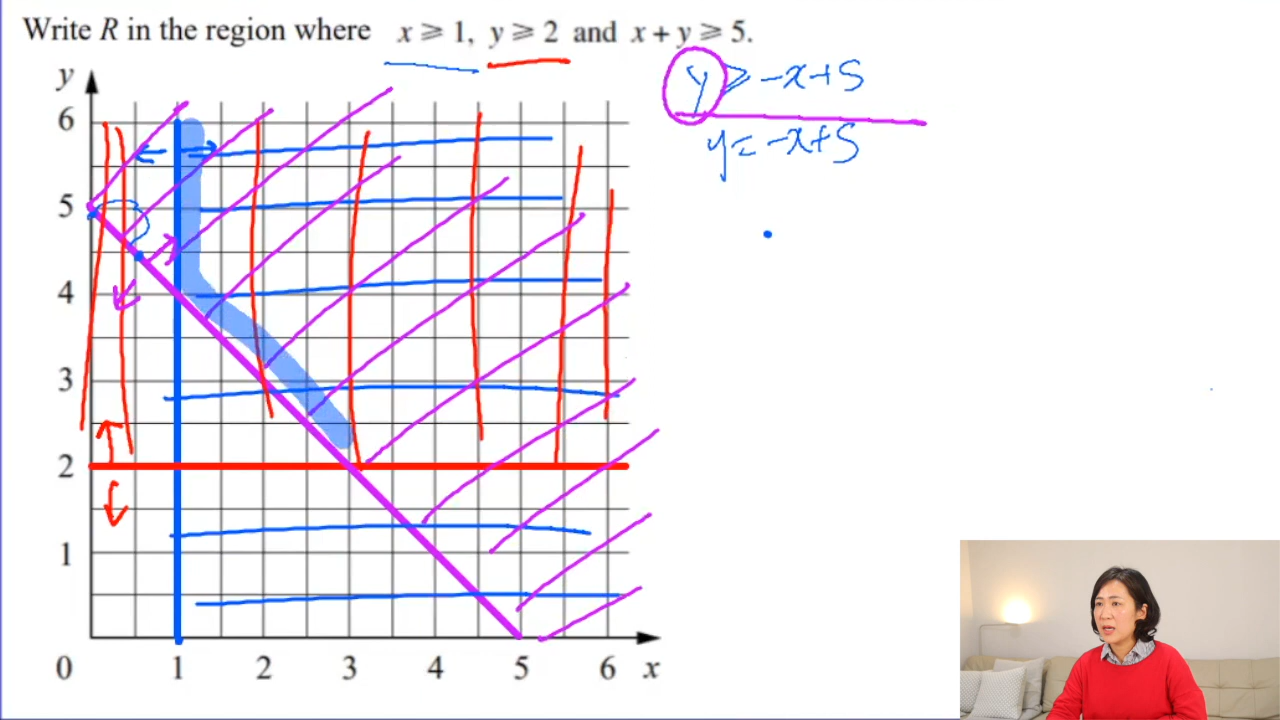 Write R in the region where x ⩾ 1, y ⩾ 2 and x + y ⩾ 5.
y ⩾ -x+5
y = -x+5
y
6
5
4
3
2
1
0 1 2 3 4 5 6 x